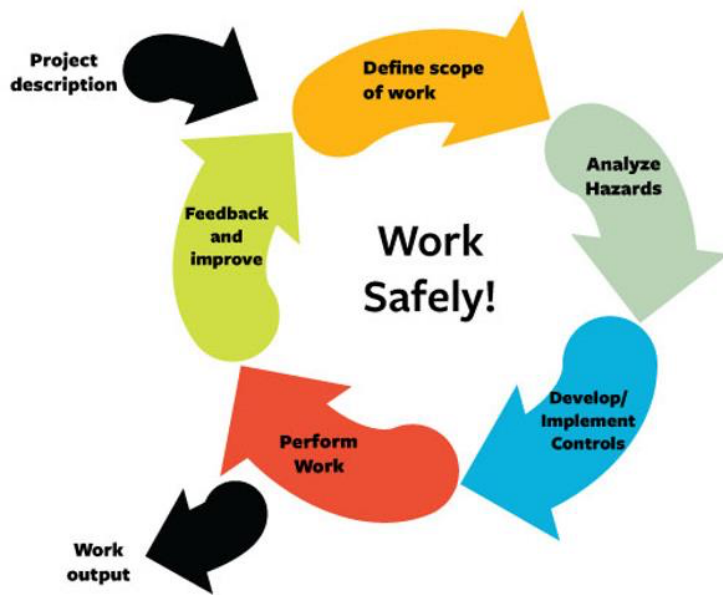 Project
description
Define scope
of work
Analyze
Hazards
Develop/
Implement
Controls
Perform
Work
Work
output
Feedback
and
improve
Work
Safely!